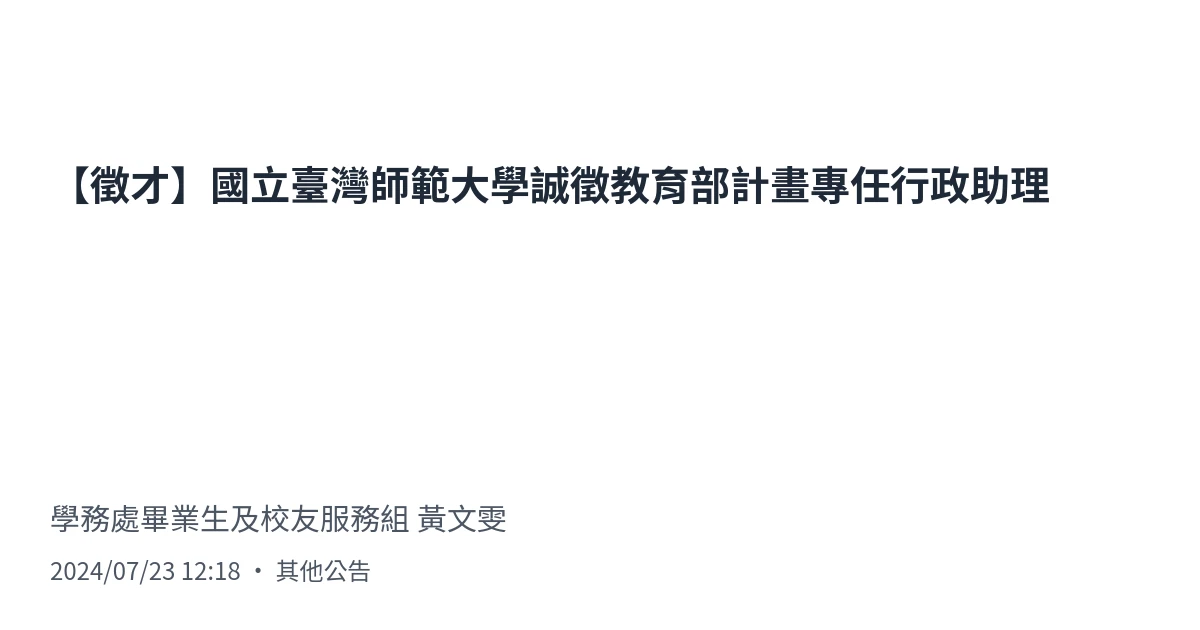 【徵才】國立臺灣師範大學誠徵教育部計畫專任行政助理
學務處畢業生及校友服務組 黃文雯
2024/07/23 12:18 • 其他公告